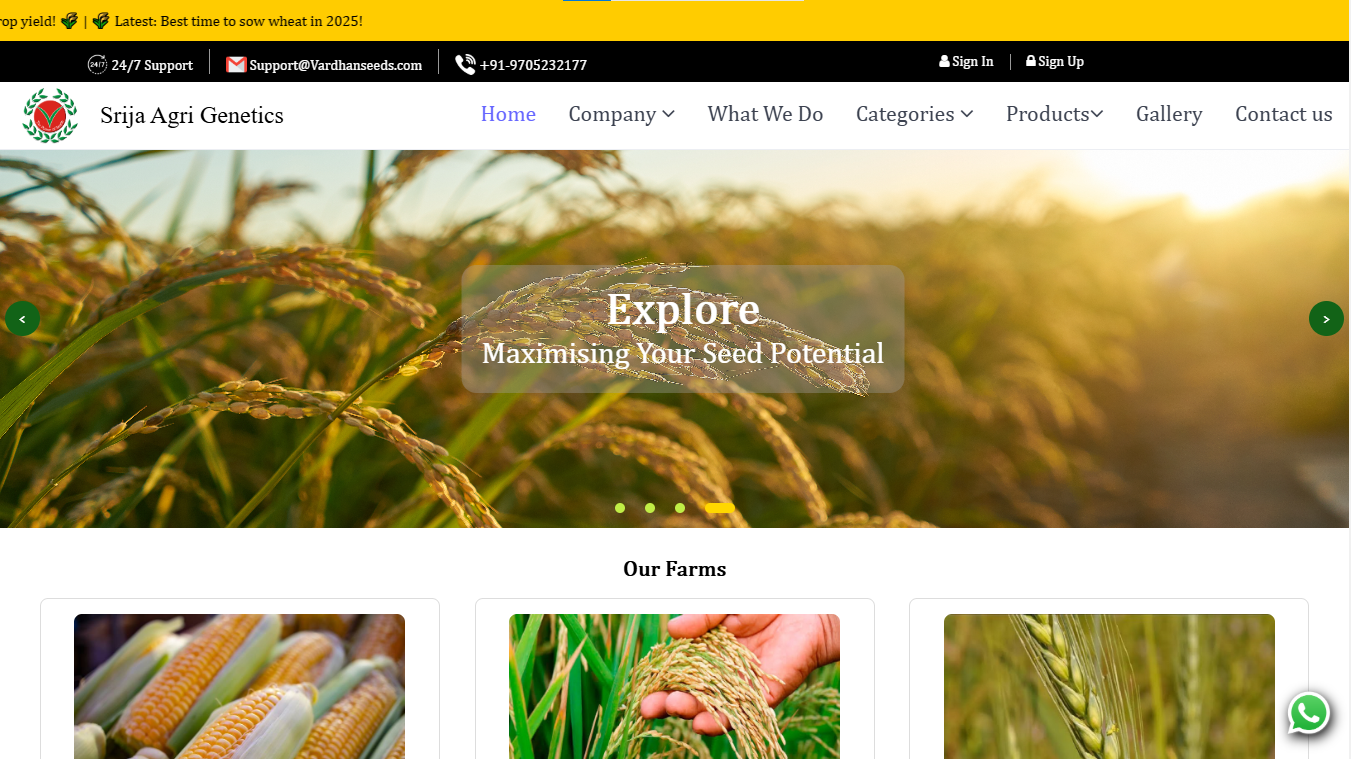 rop yield! | Latest: Best time to sow wheat in 2025!
24/7 Support
Support@Vardhanseeds.com
+91-9705232177
Sign In
Sign Up
Srija Agri Genetics
Home
Company
What We Do
Categories
Products
Gallery
Contact us
Explore
Maximising Your Seed Potential
<
>
Our Farms